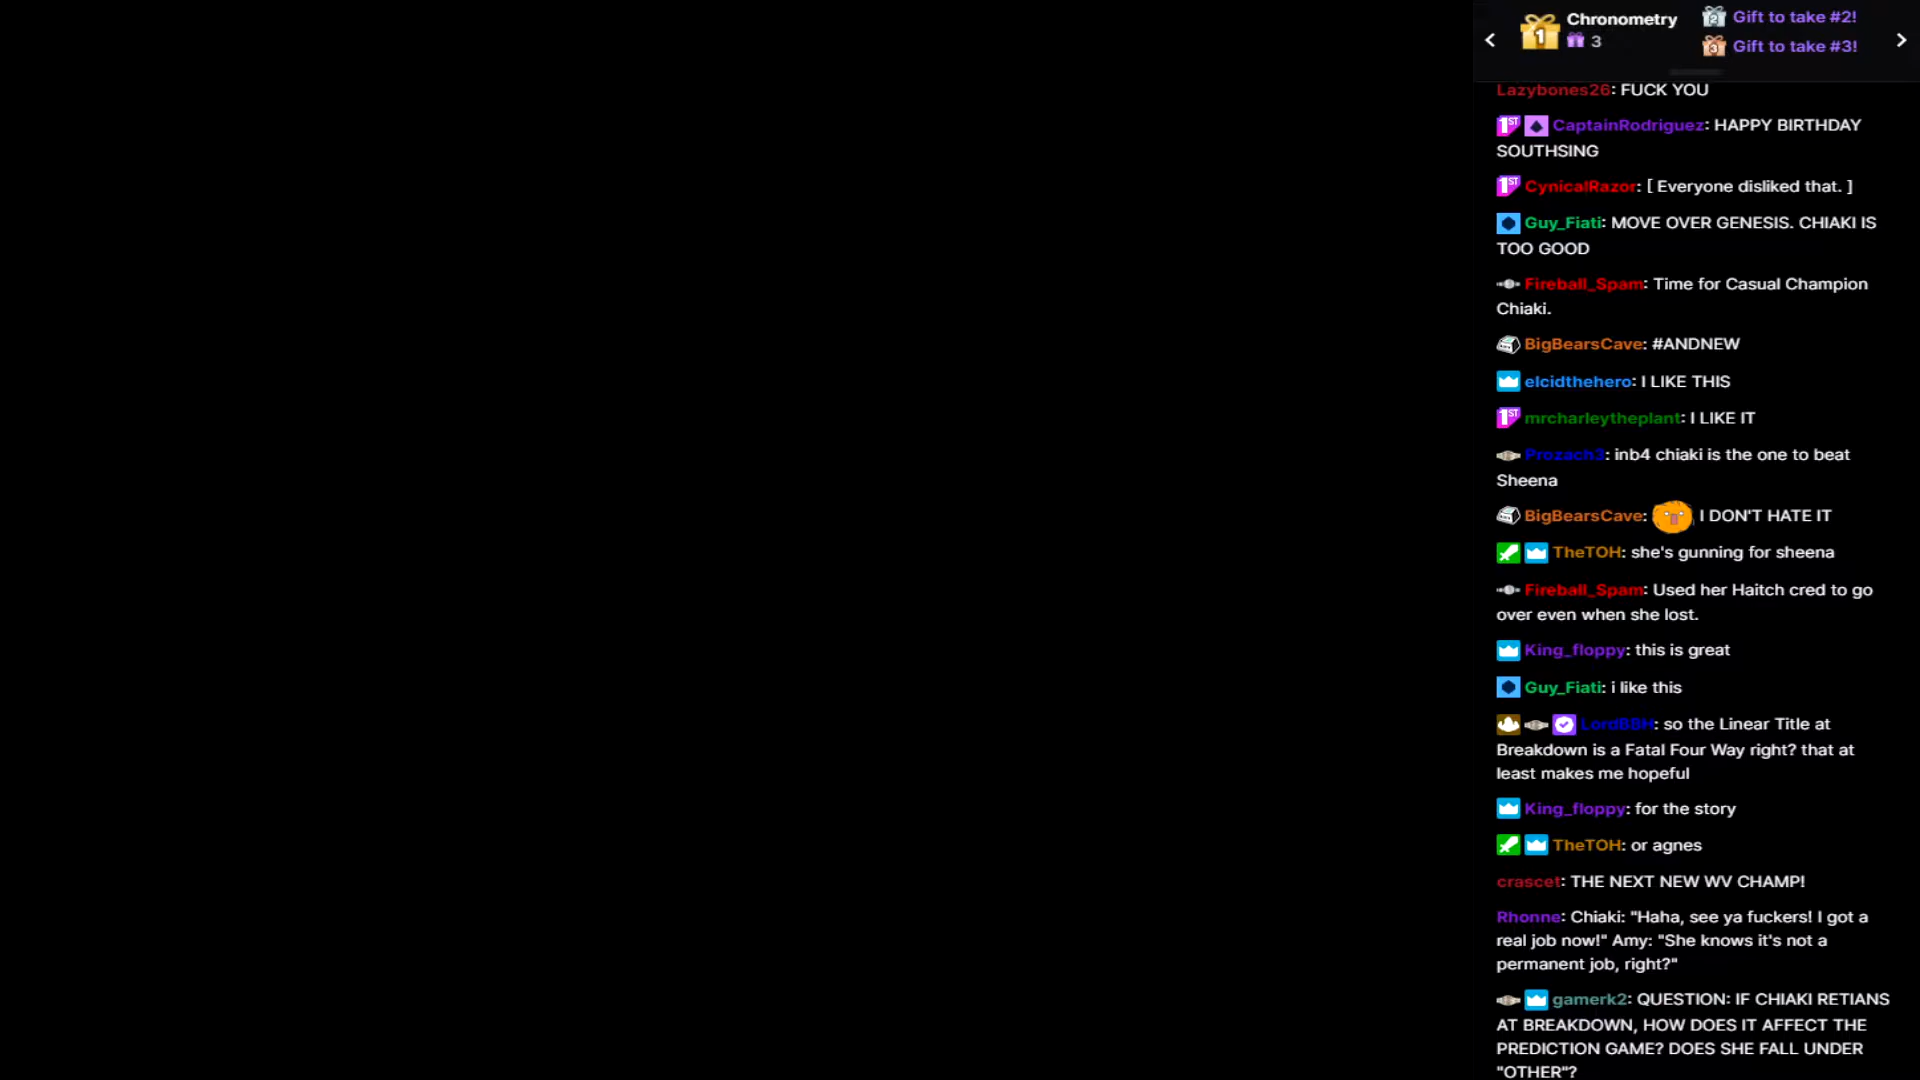 Chronometry
3
Gift to take #2!
Gift to take #3!
Lazybones26: FUCK YOU
CaptainRodriguez: HAPPY BIRTHDAY
SOUTHSING
CynicalRazor: [ Everyone disliked that. ]
Guy_Fiati: MOVE OVER GENESIS. CHIAKI IS
TOO GOOD
Fireball_Spam: Time for Casual Champion
Chiaki.
BigBearsCave: #ANDNEW
elcidthehero: I LIKE THIS
mrcharleytheplant: I LIKE IT
Prozach3: inb4 chiaki is the one to beat
Sheena
BigBearsCave: I DON'T HATE IT
TheTOH: she's gunning for sheena
Fireball_Spam: Used her Haitch cred to go
over even when she lost.
King_floppy: this is great
Guy_Fiati: i like this
LordBBH: so the Linear Title at
Breakdown is a Fatal Four Way right? that at
least makes me hopeful
King_floppy: for the story
TheTOH: or agnes
crascet: THE NEXT NEW WV CHAMP!
Rhonne: Chiaki: "Haha, see ya fuckers! I got a
real job now!" Amy: "She knows it's not a
permanent job, right?"
gamerk2: QUESTION: IF CHIAKI RETIANS
AT BREAKDOWN, HOW DOES IT AFFECT THE
PREDICTION GAME? DOES SHE FALL UNDER
"OTHER"?